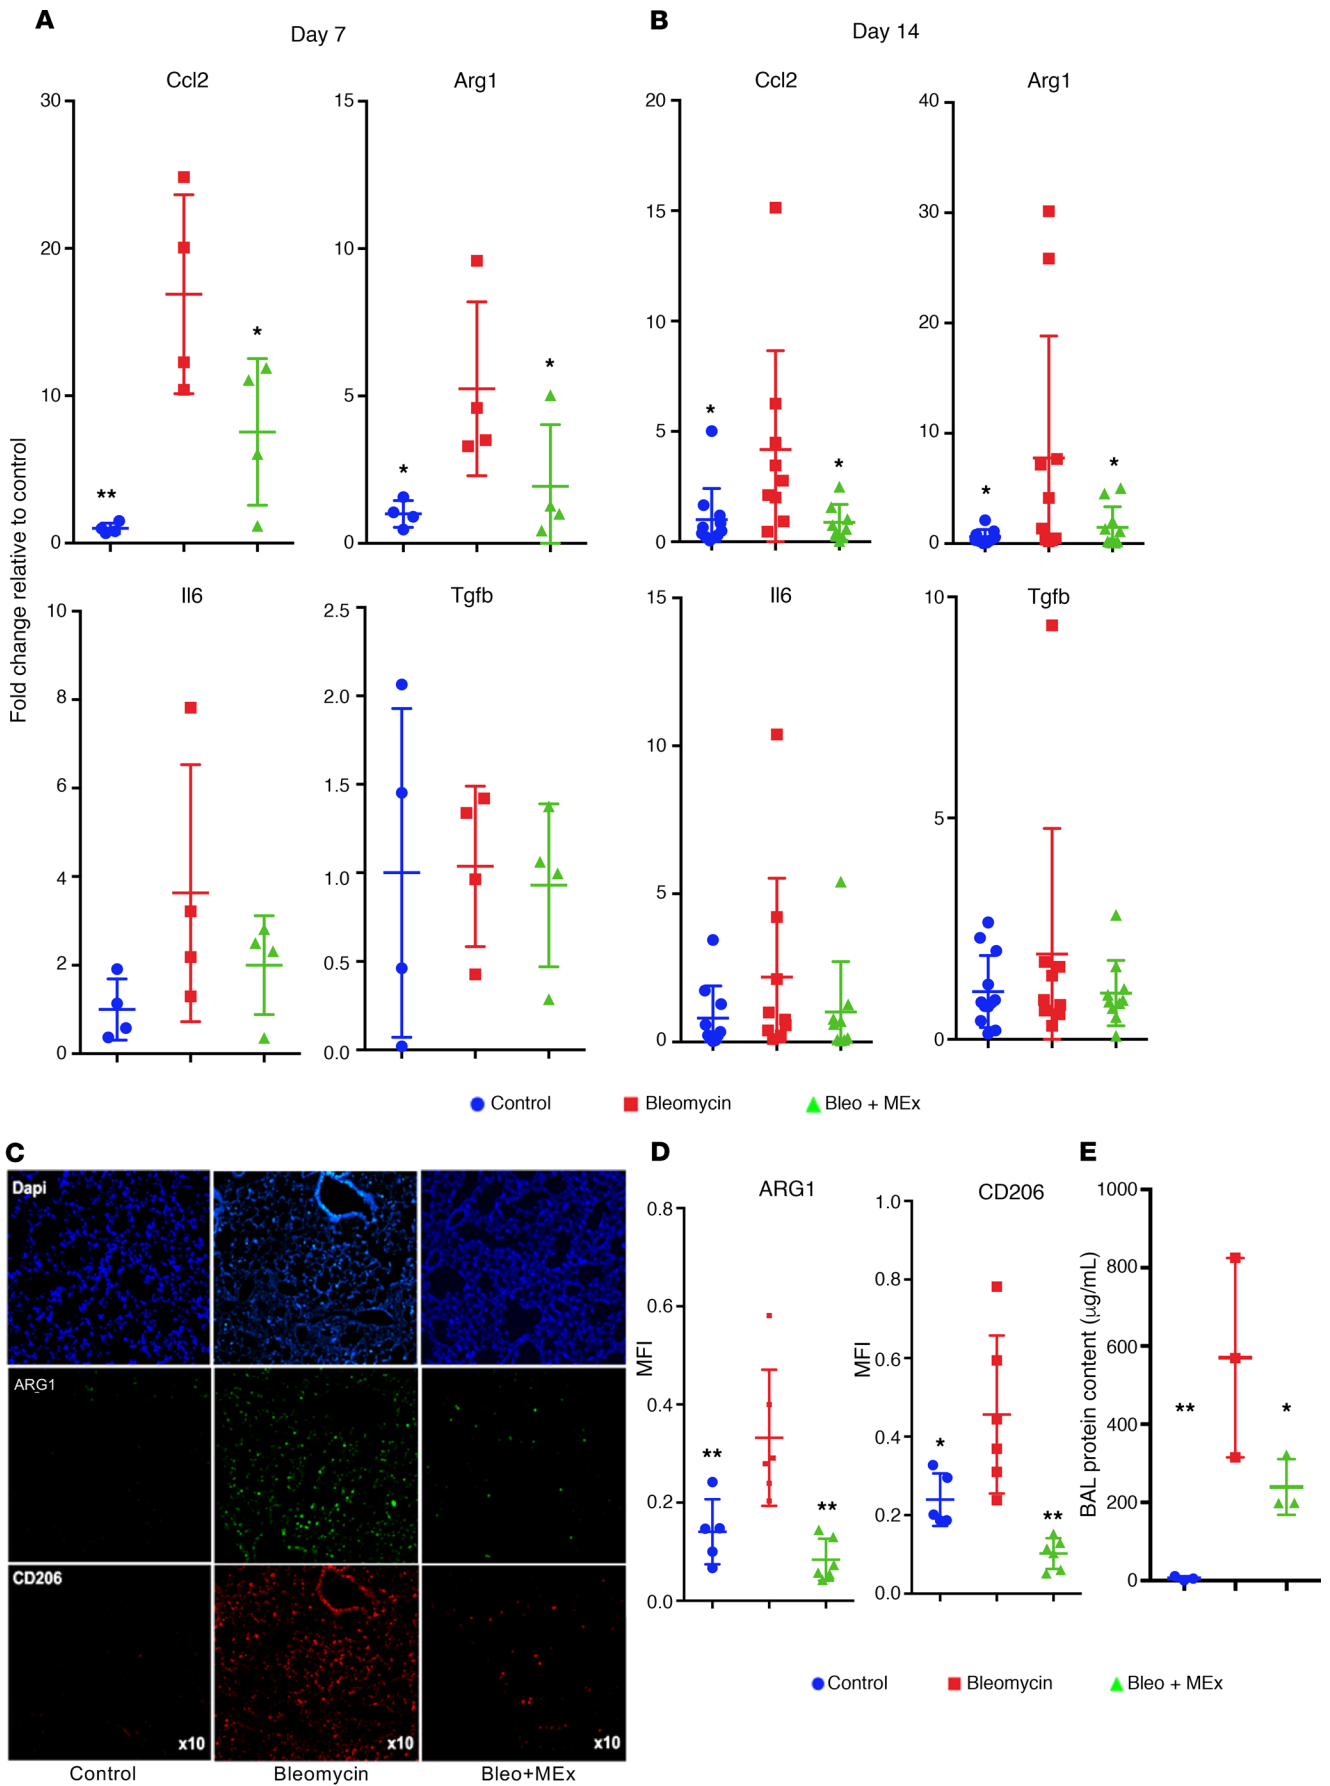 A
Day 7
B
Day 14
Ccl2
Arg1
Ccl2
Arg1
30
20
10
0
15
10
5
0
20
15
10
5
0
40
30
20
10
0
**
*
*
*
*
*
*
*
Fold change relative to control
Il6
Tgfb
Il6
Tgfb
10
8
6
4
2
0
2.5
2.0
1.5
1.0
0.5
0.0
15
10
5
0
10
5
0
Control
Bleomycin
Bleo + MEx
C
D
E
Dapi
ARG1
CD206
x10
x10
x10
Control
Bleomycin
Bleo+MEx
ARG1
MFI
0.8
0.6
0.4
0.2
0.0
**
**
CD206
MFI
1.0
0.8
0.6
0.4
0.2
0.0
*
**
BAL protein content (μg/mL)
1000
800
600
400
200
0
**
*
Control
Bleomycin
Bleo + MEx